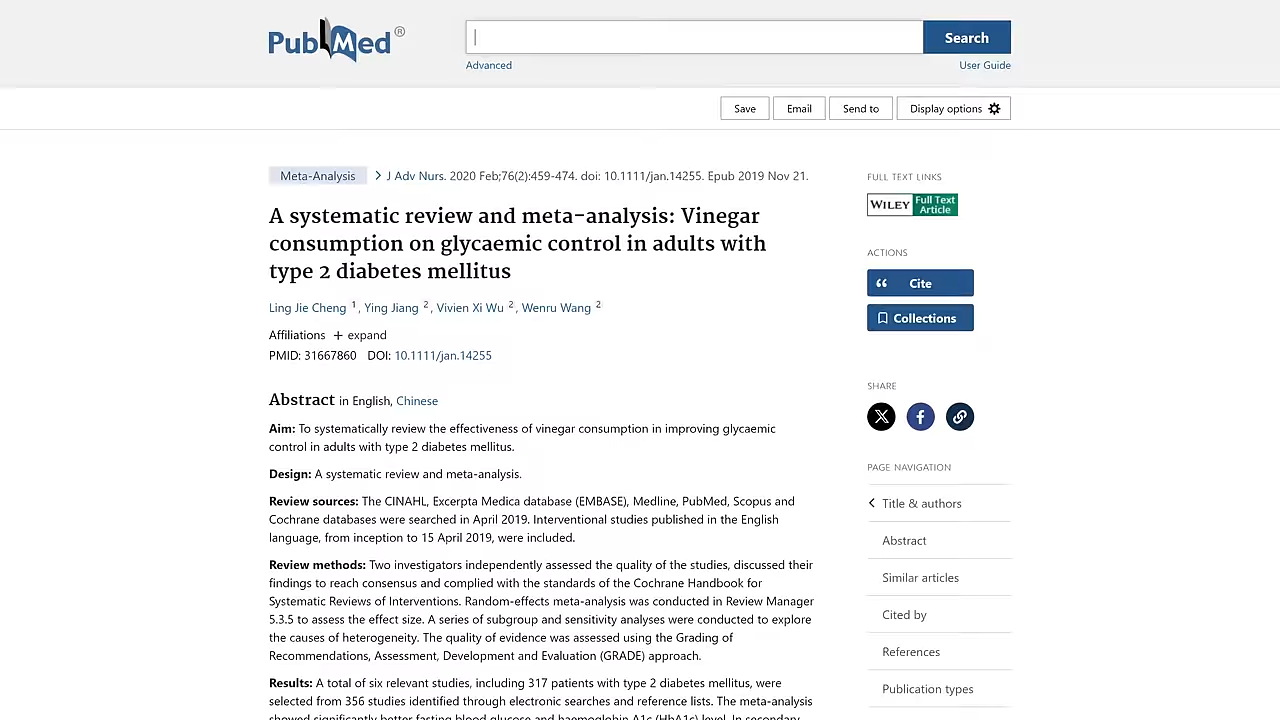 PubMed®
Search
Advanced
User Guide
Save
Email
Send to
Display options
Meta-Analysis
J Adv Nurs. 2020 Feb;76(2):459-474. doi: 10.1111/jan.14255. Epub 2019 Nov 21.
A systematic review and meta-analysis: Vinegar
consumption on glycaemic control in adults with
type 2 diabetes mellitus
Ling Jie Cheng 1, Ying Jiang 2, Vivien Xi Wu 2, Wenru Wang 2
Affiliations + expand
PMID: 31667860 DOI: 10.1111/jan.14255
Abstract in English, Chinese
Aim: To systematically review the effectiveness of vinegar consumption in improving glycaemic
control in adults with type 2 diabetes mellitus.
Design: A systematic review and meta-analysis.
Review sources: The CINAHL, Excerpta Medica database (EMBASE), Medline, PubMed, Scopus and
Cochrane databases were searched in April 2019. Interventional studies published in the English
language, from inception to 15 April 2019, were included.
Review methods: Two investigators independently assessed the quality of the studies, discussed their
findings to reach consensus and complied with the standards of the Cochrane Handbook for
Systematic Reviews of Interventions. Random-effects meta-analysis was conducted in Review Manager
5.3.5 to assess the effect size. A series of subgroup and sensitivity analyses were conducted to explore
the causes of heterogeneity. The quality of evidence was assessed using the Grading of
Recommendations, Assessment, Development and Evaluation (GRADE) approach.
Results: A total of six relevant studies, including 317 patients with type 2 diabetes mellitus, were
selected from 356 studies identified through electronic searches and reference lists. The meta-analysis
showed significantly better fasting blood glucose and haemoglobin A1c (HbA1c) level. In secondary
FULL TEXT LINKS
WILEY Full Text
Article
ACTIONS
Cite
Collections
SHARE
PAGE NAVIGATION
Title & authors
Abstract
Similar articles
Cited by
References
Publication types